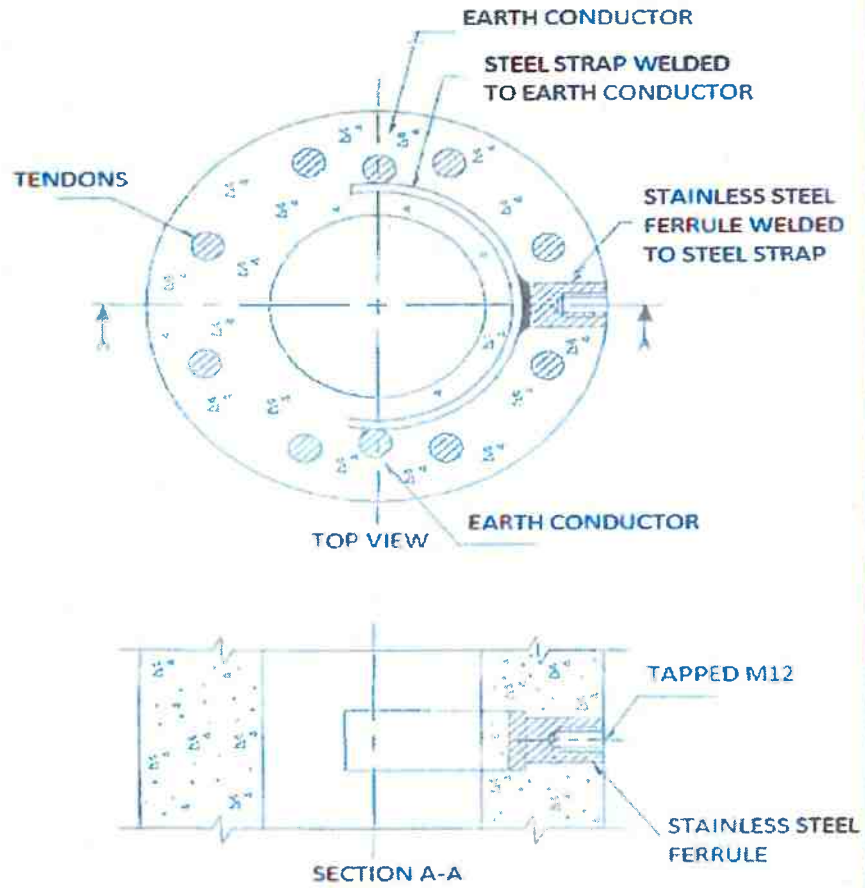 EARTH CONDUCTOR
STEEL STRAP WELDED
TO EARTH CONDUCTOR
TENDONS
STAINLESS STEEL
FERRULE WELDED
TO STEEL STRAP
A
A
EARTH CONDUCTOR
TOP VIEW
TAPPED M12
STAINLESS STEEL
FERRULE
SECTION A-A